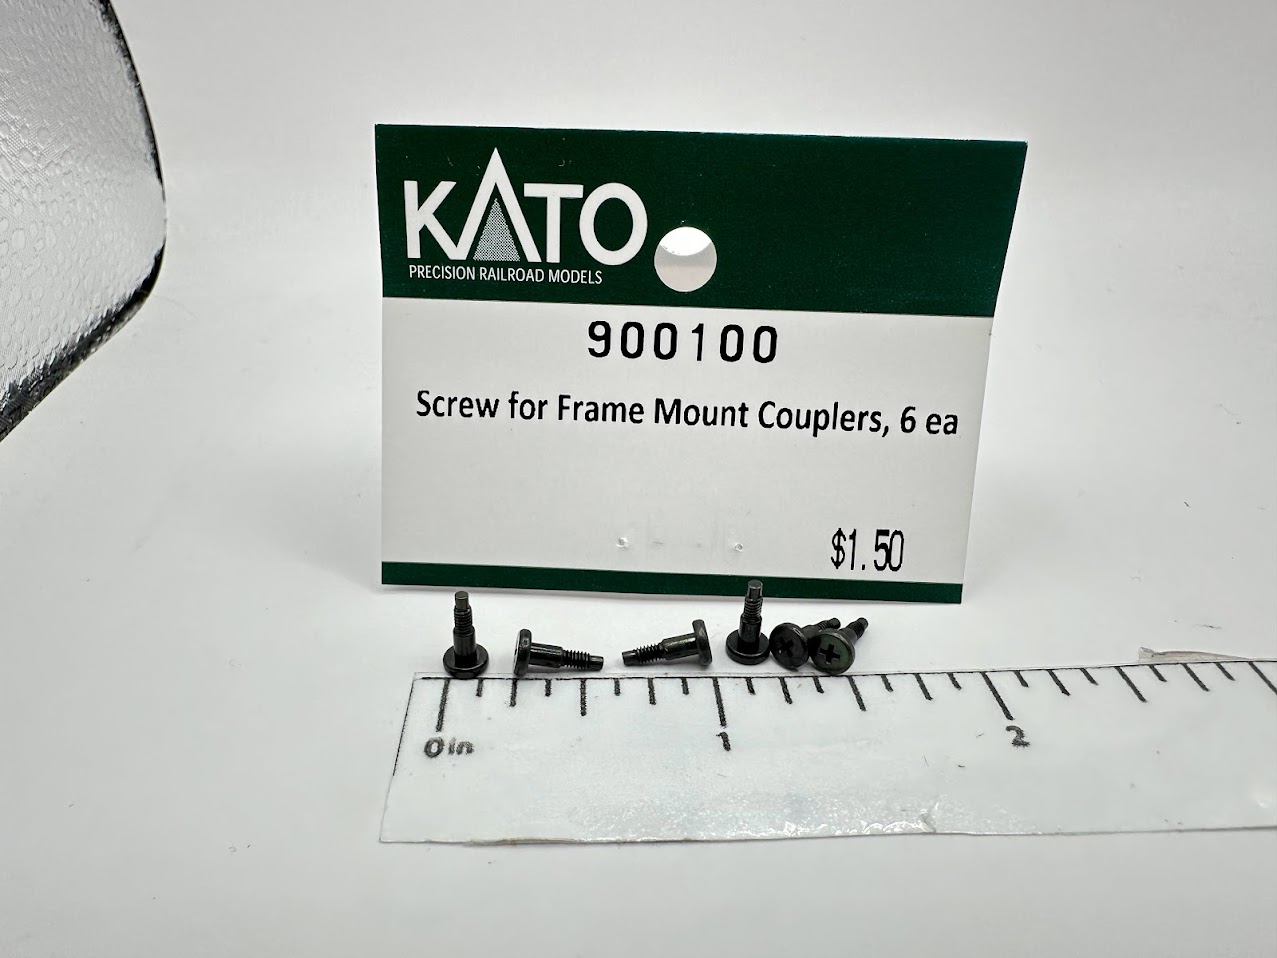 KATO
PRECISION RAILROAD MODELS
900100
Screw for Frame Mount Couplers, 6 ea
$1.50
0in 1 2